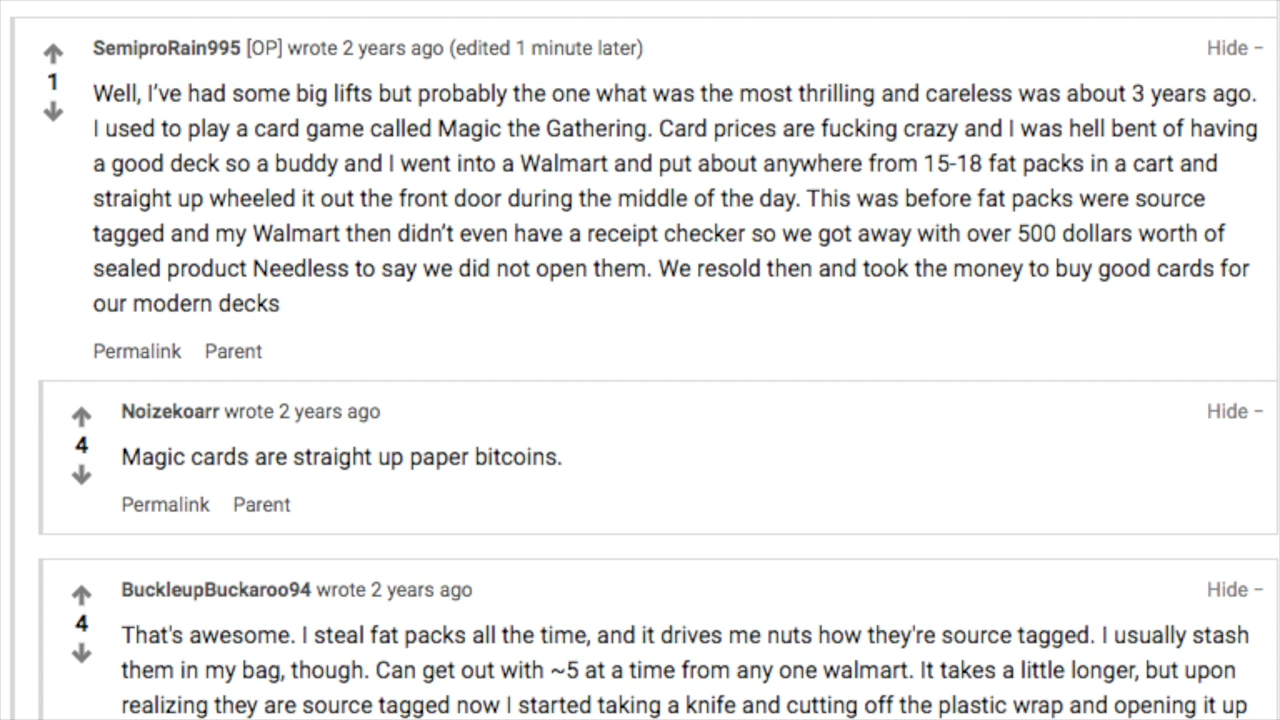 SemiproRain995 [OP] wrote 2 years ago (edited 1 minute later)
Hide −
1
Well, I’ve had some big lifts but probably the one what was the most thrilling and careless was about 3 years ago.
I used to play a card game called Magic the Gathering. Card prices are fucking crazy and I was hell bent of having
a good deck so a buddy and I went into a Walmart and put about anywhere from 15-18 fat packs in a cart and
straight up wheeled it out the front door during the middle of the day. This was before fat packs were source
tagged and my Walmart then didn’t even have a receipt checker so we got away with over 500 dollars worth of
sealed product Needless to say we did not open them. We resold then and took the money to buy good cards for
our modern decks
Permalink Parent
Noizekoarr wrote 2 years ago
Hide −
4
Magic cards are straight up paper bitcoins.
Permalink Parent
BuckleupBuckaroo94 wrote 2 years ago
Hide −
4
That's awesome. I steal fat packs all the time, and it drives me nuts how they're source tagged. I usually stash
them in my bag, though. Can get out with ~5 at a time from any one walmart. It takes a little longer, but upon
realizing they are source tagged now I started taking a knife and cutting off the plastic wrap and opening it up